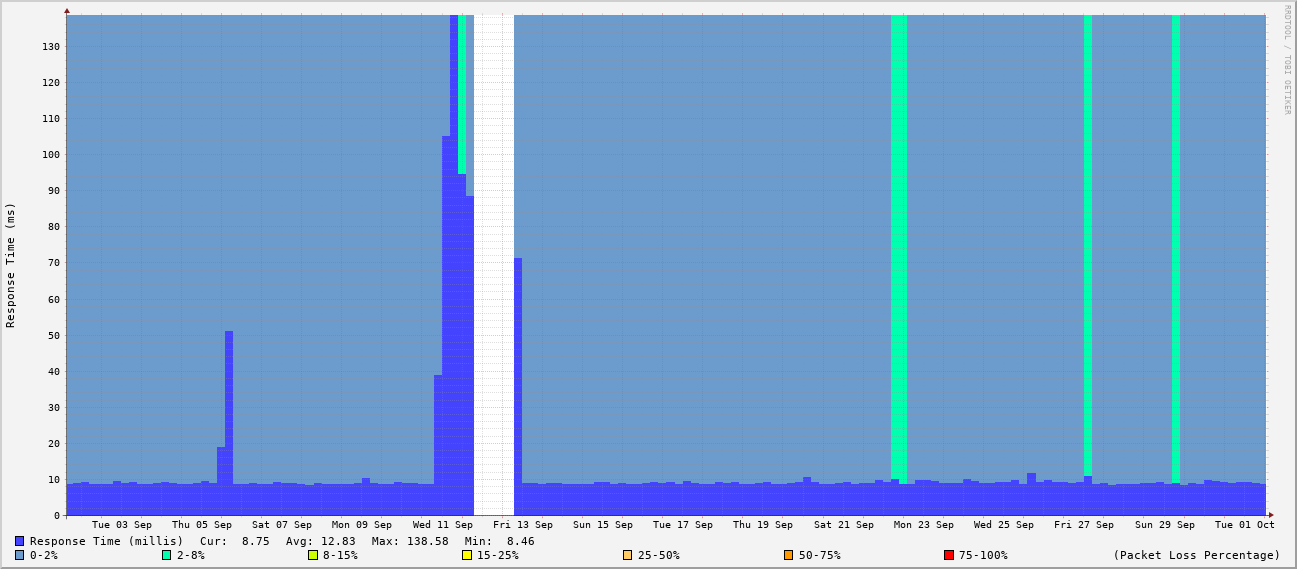 RRDTOOL / TOBI OETIKER
Response Time (ms)
130
120
110
100
90
80
70
60
50
40
30
20
10
0
Tue 03 Sep Thu 05 Sep Sat 07 Sep Mon 09 Sep Wed 11 Sep Fri 13 Sep Sun 15 Sep Tue 17 Sep Thu 19 Sep Sat 21 Sep Mon 23 Sep Wed 25 Sep Fri 27 Sep Sun 29 Sep Tue 01 Oct
Response Time (millis) Cur: 8.75 Avg: 12.83 Max: 138.58 Min: 8.46
0-2% 2-8% 8-15% 15-25% 25-50% 50-75% 75-100% (Packet Loss Percentage)